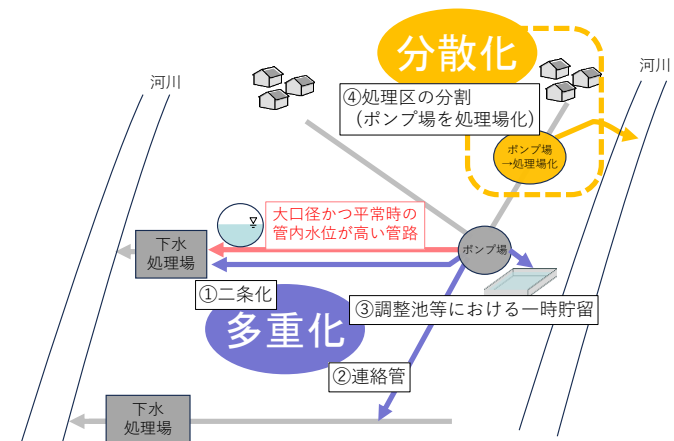 分散化
河川
河川
④処理区の分割
（ポンプ場を処理場化）
ポンプ場
→処理場化
大口径かつ平常時の
管内水位が高い管路
下水
処理場
ポンプ場
①二条化
③調整池等における一時貯留
多重化
②連絡管
下水
処理場